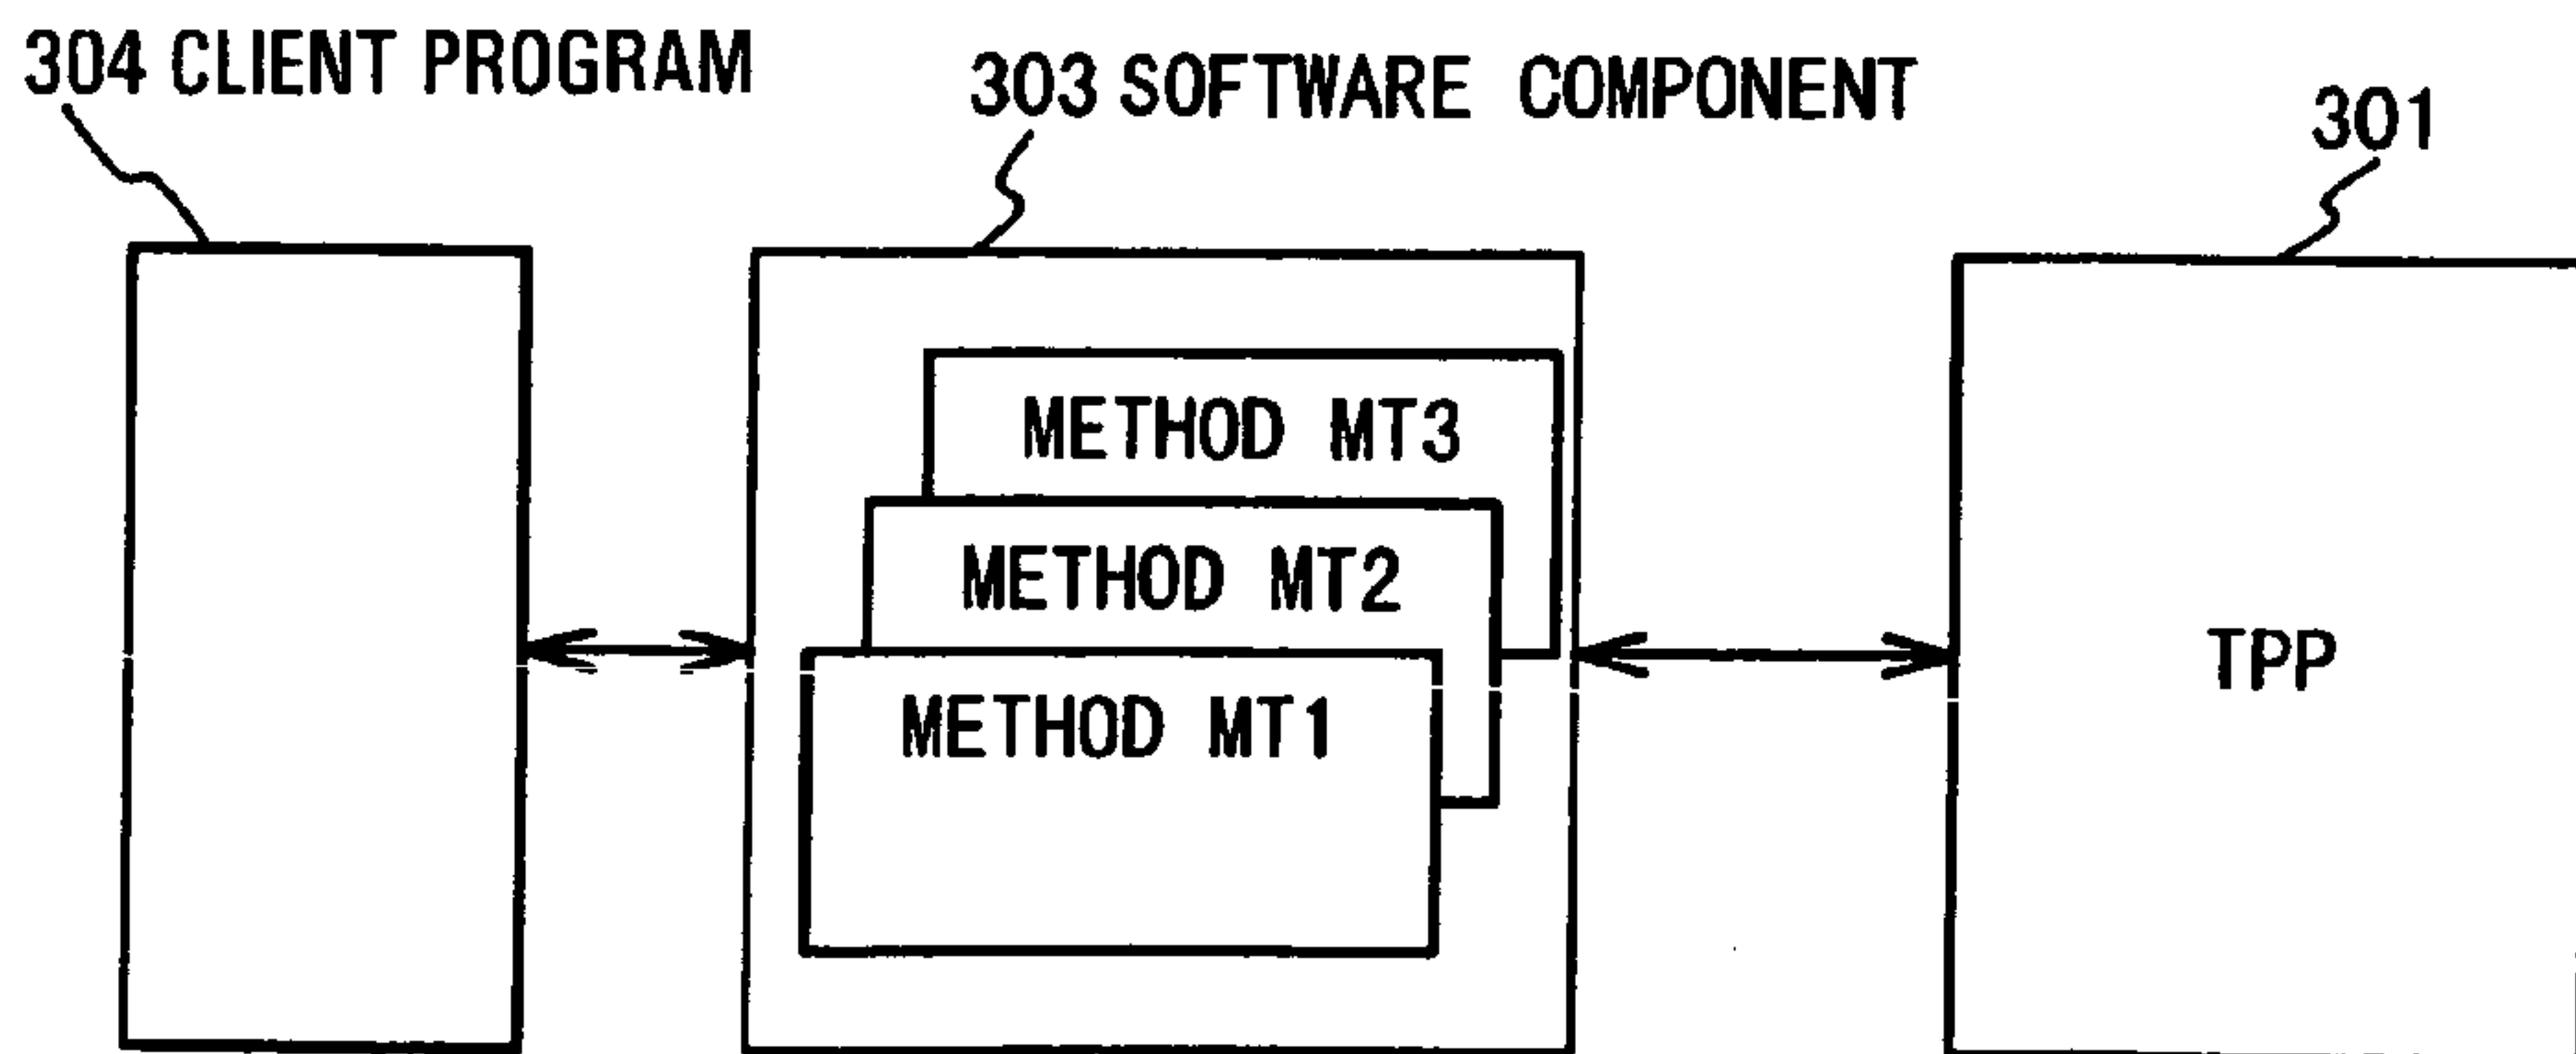 304 CLIENT PROGRAM
303 SOFTWARE COMPONENT
301
METHOD MT3
METHOD MT2
METHOD MT1
TPP